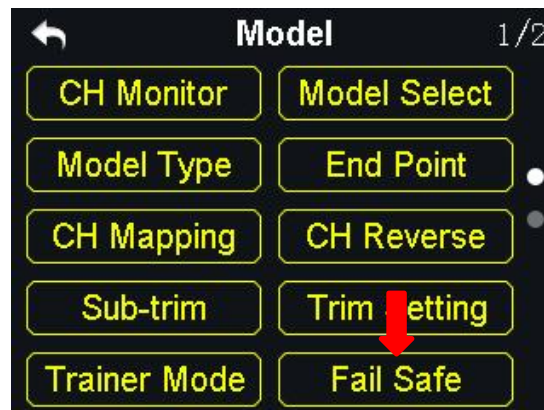 Model 1/2
CH Monitor Model Select
Model Type End Point
CH Mapping CH Reverse
Sub-trim Trim Setting
Trainer Mode Fail Safe